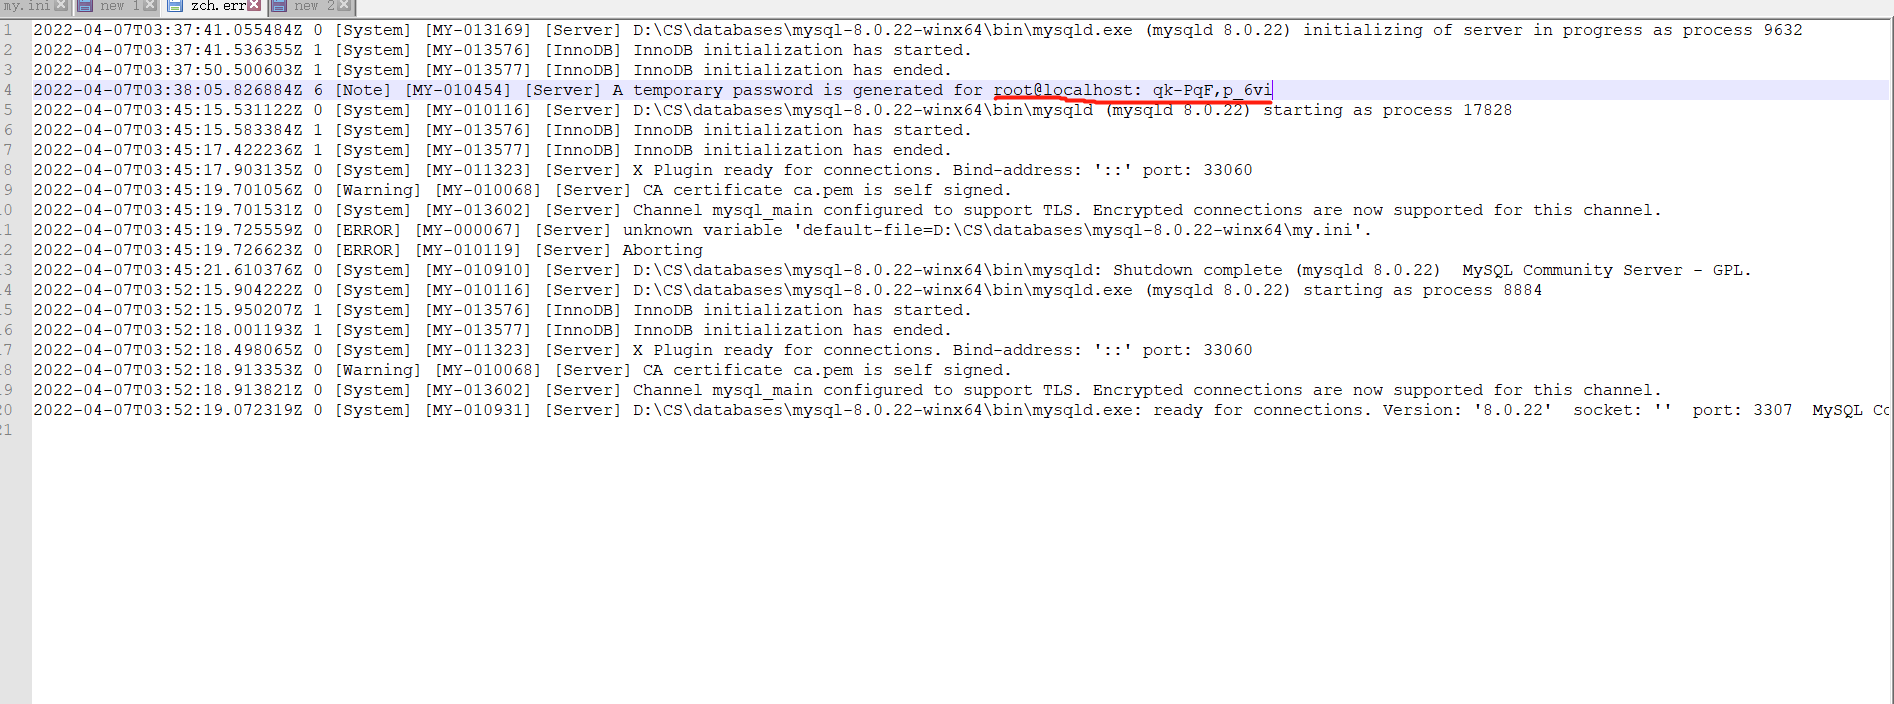 my.ini new 1 zch.err new 2
1 2022-04-07T03:37:41.055484Z 0 [System] [MY-013169] [Server] D:\CS\databases\mysql-8.0.22-winx64\bin\mysqld.exe (mysqld 8.0.22) initializing of server in progress as process 9632
2 2022-04-07T03:37:41.536355Z 1 [System] [MY-013576] [InnoDB] InnoDB initialization has started.
3 2022-04-07T03:37:50.500603Z 1 [System] [MY-013577] [InnoDB] InnoDB initialization has ended.
4 2022-04-07T03:38:05.826884Z 6 [Note] [MY-010454] [Server] A temporary password is generated for root@localhost: qk-PqF,p_6vi
5 2022-04-07T03:45:15.531122Z 0 [System] [MY-010116] [Server] D:\CS\databases\mysql-8.0.22-winx64\bin\mysqld (mysqld 8.0.22) starting as process 17828
6 2022-04-07T03:45:15.583384Z 1 [System] [MY-013576] [InnoDB] InnoDB initialization has started.
7 2022-04-07T03:45:17.422236Z 1 [System] [MY-013577] [InnoDB] InnoDB initialization has ended.
8 2022-04-07T03:45:17.903135Z 0 [System] [MY-011323] [Server] X Plugin ready for connections. Bind-address: '::' port: 33060
9 2022-04-07T03:45:19.701056Z 0 [Warning] [MY-010068] [Server] CA certificate ca.pem is self signed.
10 2022-04-07T03:45:19.701531Z 0 [System] [MY-013602] [Server] Channel mysql_main configured to support TLS. Encrypted connections are now supported for this channel.
11 2022-04-07T03:45:19.725559Z 0 [ERROR] [MY-000067] [Server] unknown variable 'default-file=D:\CS\databases\mysql-8.0.22-winx64\my.ini'.
12 2022-04-07T03:45:19.726623Z 0 [ERROR] [MY-010119] [Server] Aborting
13 2022-04-07T03:45:21.610376Z 0 [System] [MY-010910] [Server] D:\CS\databases\mysql-8.0.22-winx64\bin\mysqld: Shutdown complete (mysqld 8.0.22)  MySQL Community Server - GPL.
14 2022-04-07T03:52:15.904222Z 0 [System] [MY-010116] [Server] D:\CS\databases\mysql-8.0.22-winx64\bin\mysqld.exe (mysqld 8.0.22) starting as process 8884
15 2022-04-07T03:52:15.950207Z 1 [System] [MY-013576] [InnoDB] InnoDB initialization has started.
16 2022-04-07T03:52:18.001193Z 1 [System] [MY-013577] [InnoDB] InnoDB initialization has ended.
17 2022-04-07T03:52:18.498065Z 0 [System] [MY-011323] [Server] X Plugin ready for connections. Bind-address: '::' port: 33060
18 2022-04-07T03:52:18.913353Z 0 [Warning] [MY-010068] [Server] CA certificate ca.pem is self signed.
19 2022-04-07T03:52:18.913821Z 0 [System] [MY-013602] [Server] Channel mysql_main configured to support TLS. Encrypted connections are now supported for this channel.
20 2022-04-07T03:52:19.072319Z 0 [System] [MY-010931] [Server] D:\CS\databases\mysql-8.0.22-winx64\bin\mysqld.exe: ready for connections. Version: '8.0.22'  socket: ''  port: 3307  MySQL Co
21